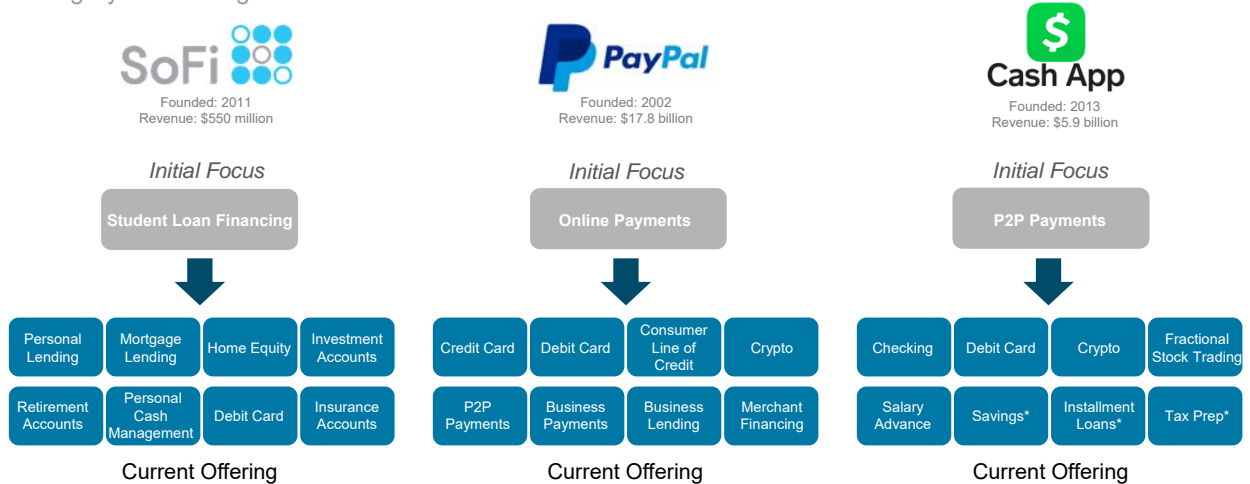 SoFi
Founded: 2011
Revenue: $550 million
Initial Focus
Student Loan Financing
Personal
Lending
Mortgage
Lending
Home Equity
Investment
Accounts
Retirement
Accounts
Personal
Cash
Management
Debit Card
Insurance
Accounts
Current Offering
PayPal
Founded: 2002
Revenue: $17.8 billion
Initial Focus
Online Payments
Credit Card
Debit Card
Consumer
Line of
Credit
Crypto
P2P
Payments
Business
Payments
Business
Lending
Merchant
Financing
Current Offering
$
Cash App
Founded: 2013
Revenue: $5.9 billion
Initial Focus
P2P Payments
Checking
Debit Card
Crypto
Fractional
Stock Trading
Salary
Advance
Savings*
Installment
Loans*
Tax Prep*
Current Offering